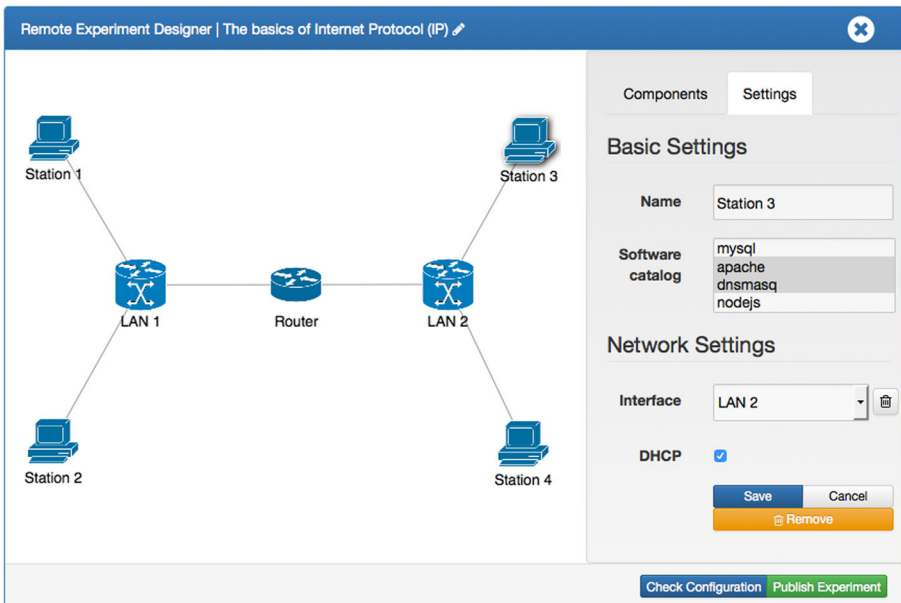 Remote Experiment Designer | The basics of Internet Protocol (IP)
Station 1
Station 3
LAN 1
Router
LAN 2
Station 2
Station 4
Components
Settings
Basic Settings
Name
Station 3
Software
catalog
mysql
apache
dnsmasq
nodejs
Network Settings
Interface
LAN 2
DHCP
Save
Cancel
Remove
Check Configuration
Publish Experiment